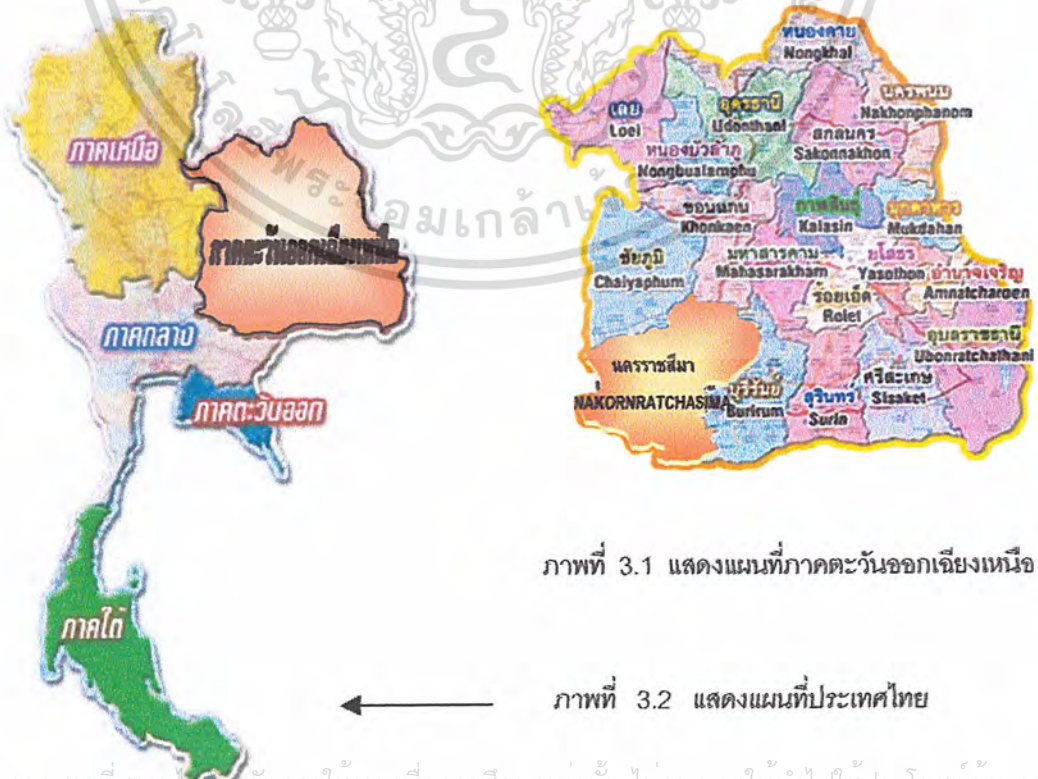 ภาคเหนือ
ภาคตะวันออกเฉียงเหนือ
ภาคกลาง
ภาคตะวันออก
ภาคใต้
หนองคาย
Nongkhai
เลย
Loei
อุดรธานี
Udonthani
นครพนม
Nakhonphanom
สกลนคร
Sakonnakhon
หนองบัวลำภู
Nongbualamphu
ขอนแก่น
Khonkaen
กาฬสินธุ์
Kalasin
มุกดาหาร
Mukdahan
ชัยภูมิ
Chaiyaphum
มหาสารคาม
Mahasarakham
ยโสธร
Yasothon
อำนาจเจริญ
Amnatcharoen
ร้อยเอ็ด
Roiet
อุบลราชธานี
Ubonratchathani
นครราชสีมา
NAKORNRATCHASIMA
บุรีรัมย์
Burirum
สุรินทร์
Surin
ศรีสะเกษ
Sisaket
ภาพที่ 3.1 แสดงแผนที่ภาคตะวันออกเฉียงเหนือ
ภาพที่ 3.2 แสดงแผนที่ประเทศไทย